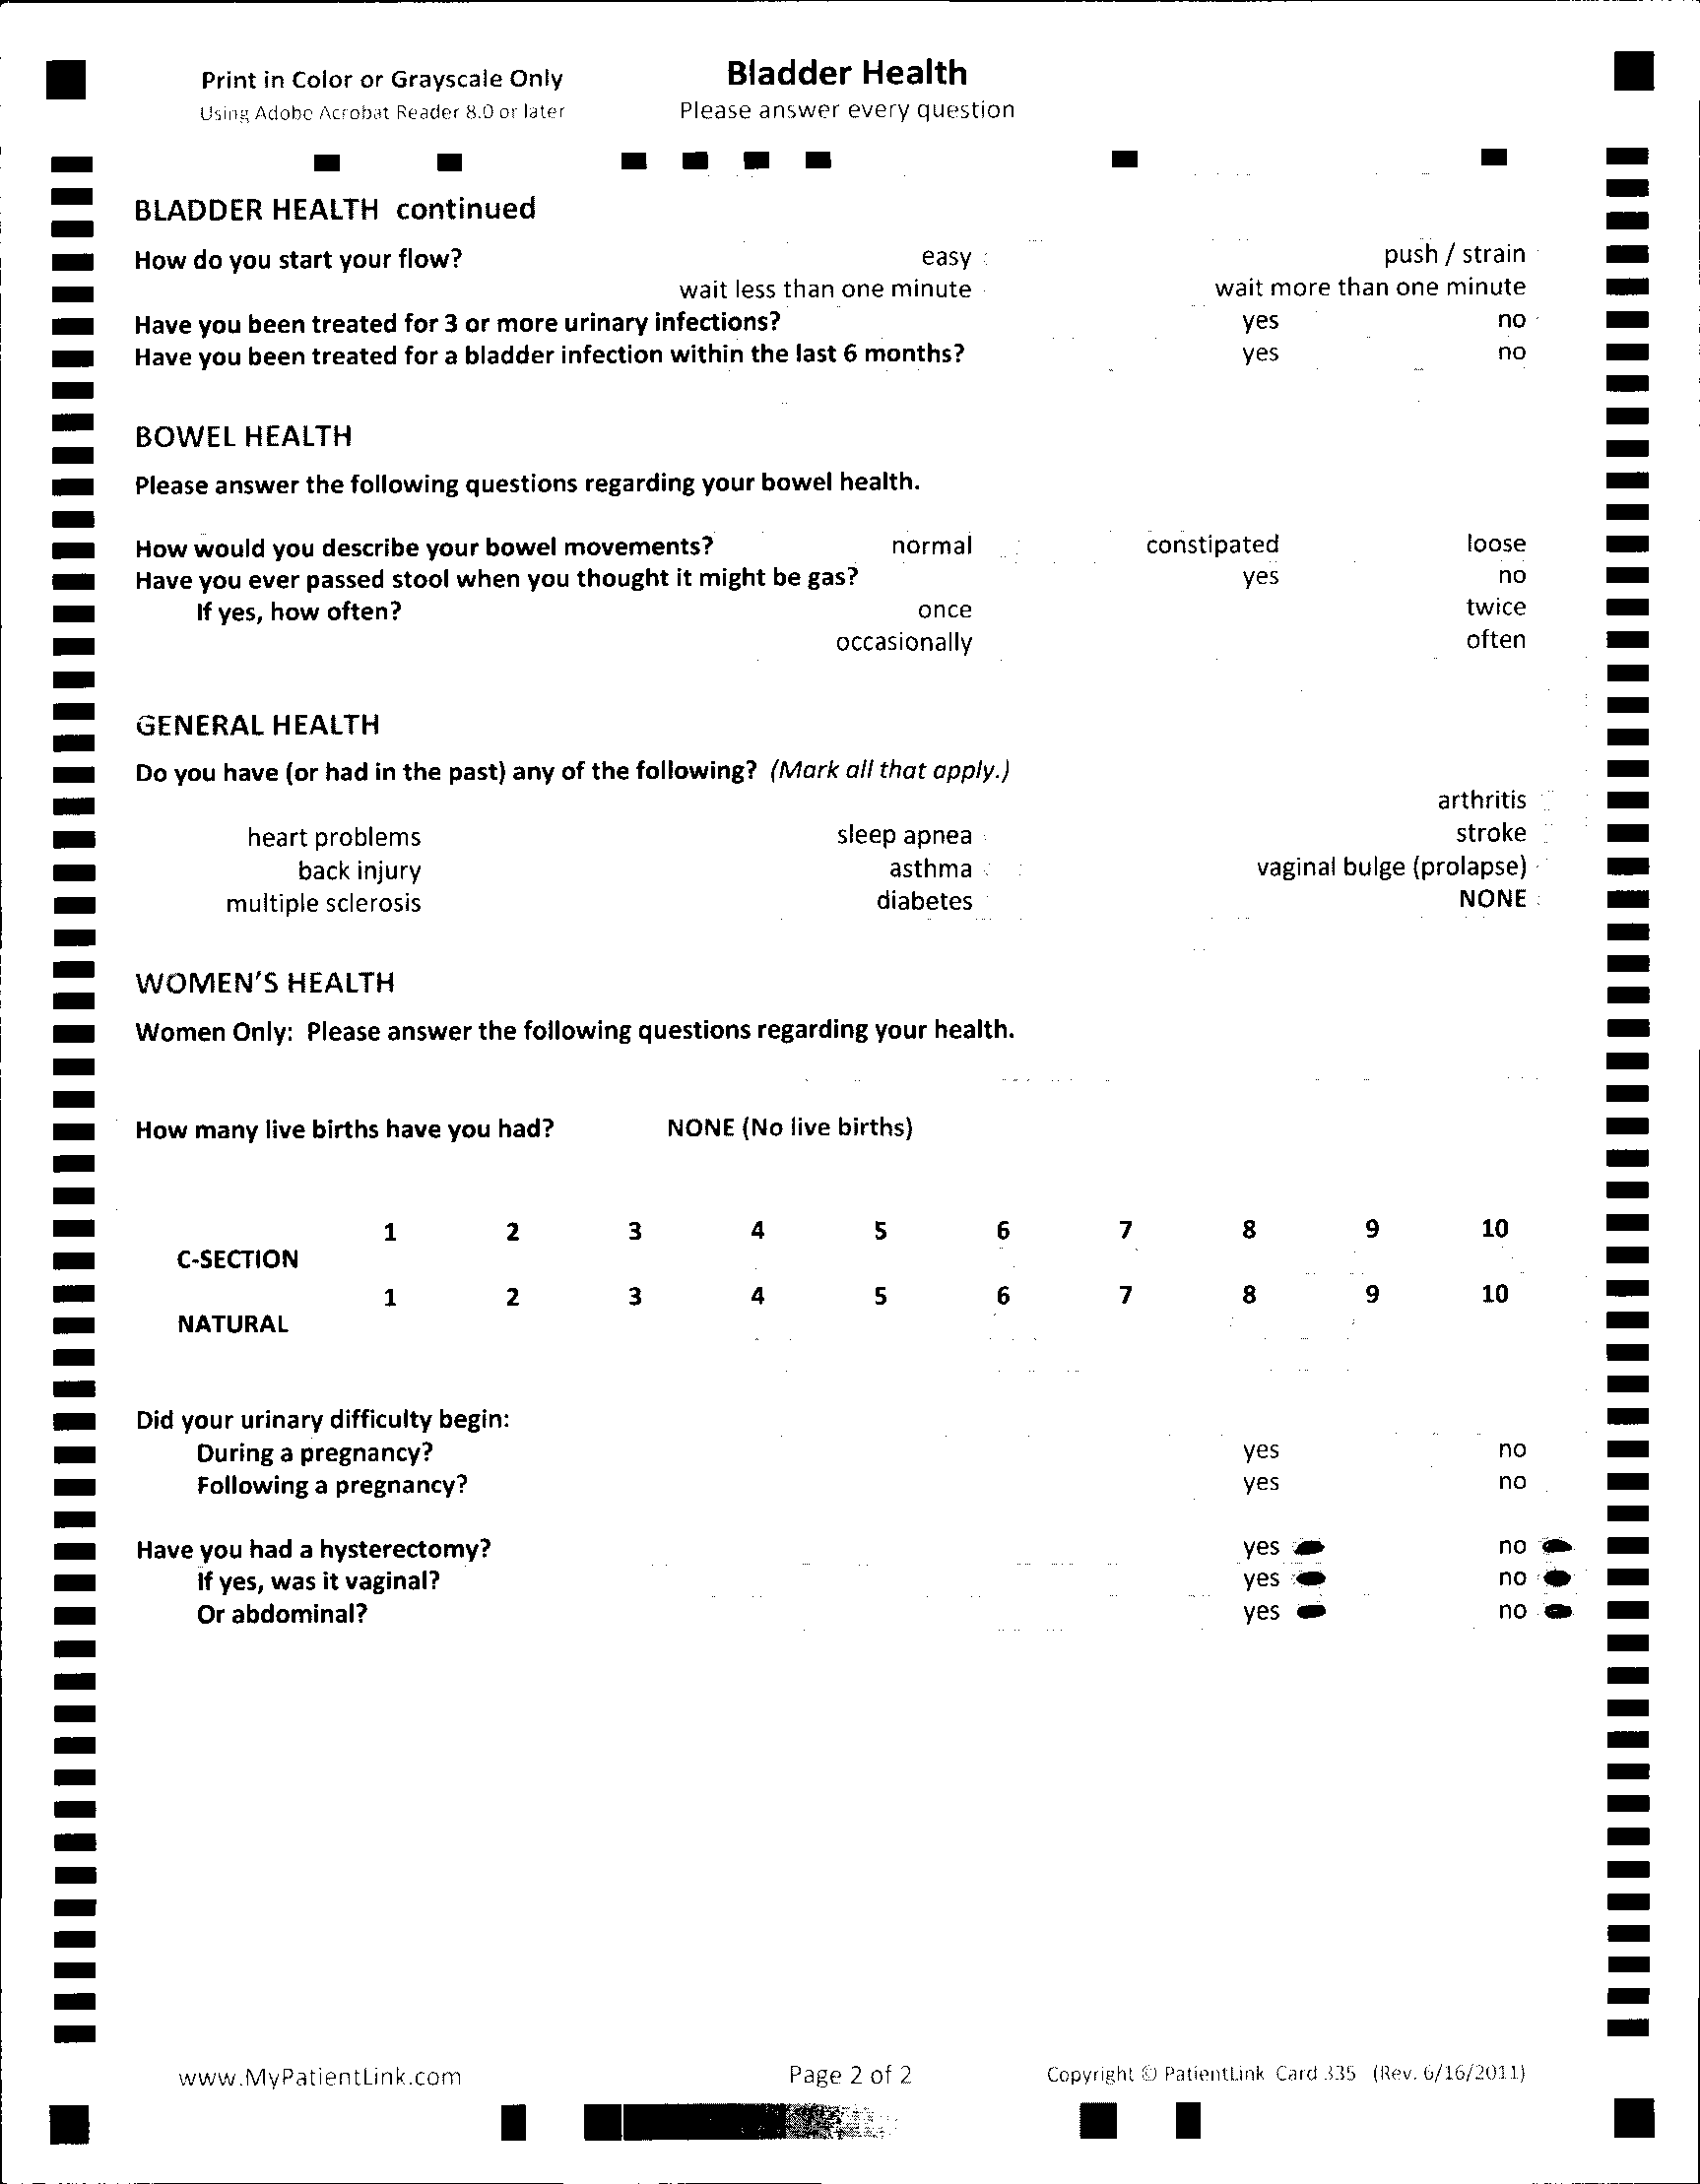 Print in Color or Grayscale Only
Using Adobe Acrobat Reader 8.0 or later
Bladder Health
Please answer every question
BLADDER HEALTH continued
How do you start your flow? easy push / strain
wait less than one minute wait more than one minute
Have you been treated for 3 or more urinary infections? yes no
Have you been treated for a bladder infection within the last 6 months? yes no
BOWEL HEALTH
Please answer the following questions regarding your bowel health.
How would you describe your bowel movements? normal constipated loose
Have you ever passed stool when you thought it might be gas? yes no
If yes, how often? once twice
occasionally often
GENERAL HEALTH
Do you have (or had in the past) any of the following? (Mark all that apply.)
arthritis
heart problems sleep apnea stroke
back injury asthma vaginal bulge (prolapse)
multiple sclerosis diabetes NONE
WOMEN'S HEALTH
Women Only: Please answer the following questions regarding your health.
How many live births have you had? NONE (No live births)
1 2 3 4 5 6 7 8 9 10
C-SECTION
1 2 3 4 5 6 7 8 9 10
NATURAL
Did your urinary difficulty begin:
During a pregnancy? yes no
Following a pregnancy? yes no
Have you had a hysterectomy? yes no
If yes, was it vaginal? yes no
Or abdominal? yes no
www.MyPatientLink.com Page 2 of 2 Copyright © PatientLink Card 335 (Rev. 6/16/2011)